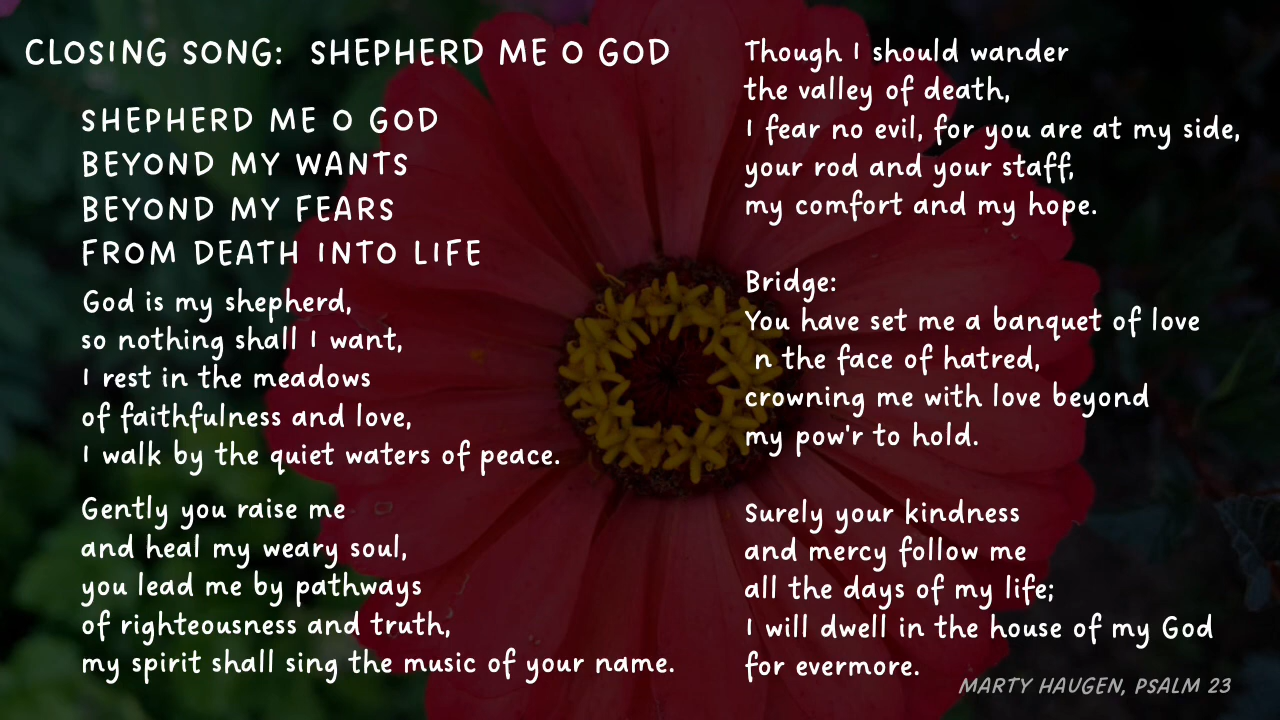 CLOSING SONG: SHEPHERD ME O GOD
SHEPHERD ME O GOD
BEYOND MY WANTS
BEYOND MY FEARS
FROM DEATH INTO LIFE
God is my shepherd,
so nothing shall I want,
I rest in the meadows
of faithfulness and love,
I walk by the quiet waters of peace.
Gently you raise me
and heal my weary soul,
you lead me by pathways
of righteousness and truth,
my spirit shall sing the music of your name.
Though I should wander
the valley of death,
I fear no evil, for you are at my side,
your rod and your staff,
my comfort and my hope.
Bridge:
You have set me a banquet of love
n the face of hatred,
crowning me with love beyond
my pow'r to hold.
Surely your kindness
and mercy follow me
all the days of my life;
I will dwell in the house of my God
for evermore.
MARTY HAUGEN, PSALM 23